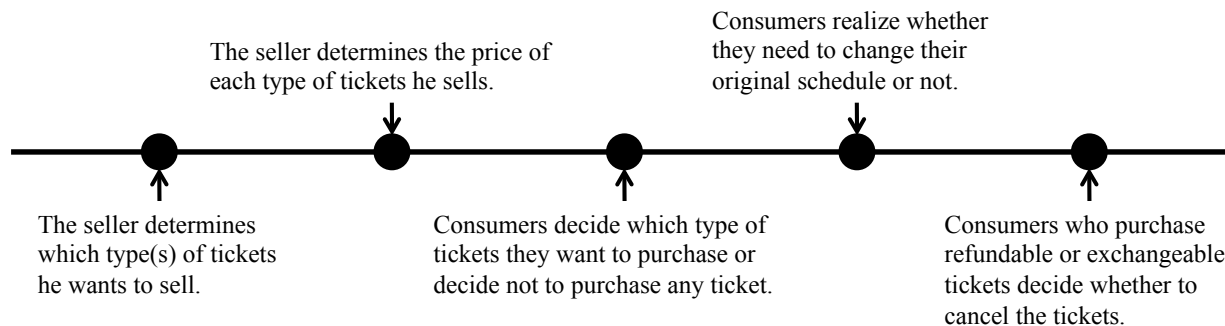 The seller determines the price of
each type of tickets he sells.
Consumers realize whether
they need to change their
original schedule or not.
The seller determines
which type(s) of tickets
he wants to sell.
Consumers decide which type of
tickets they want to purchase or
decide not to purchase any ticket.
Consumers who purchase
refundable or exchangeable
tickets decide whether to
cancel the tickets.